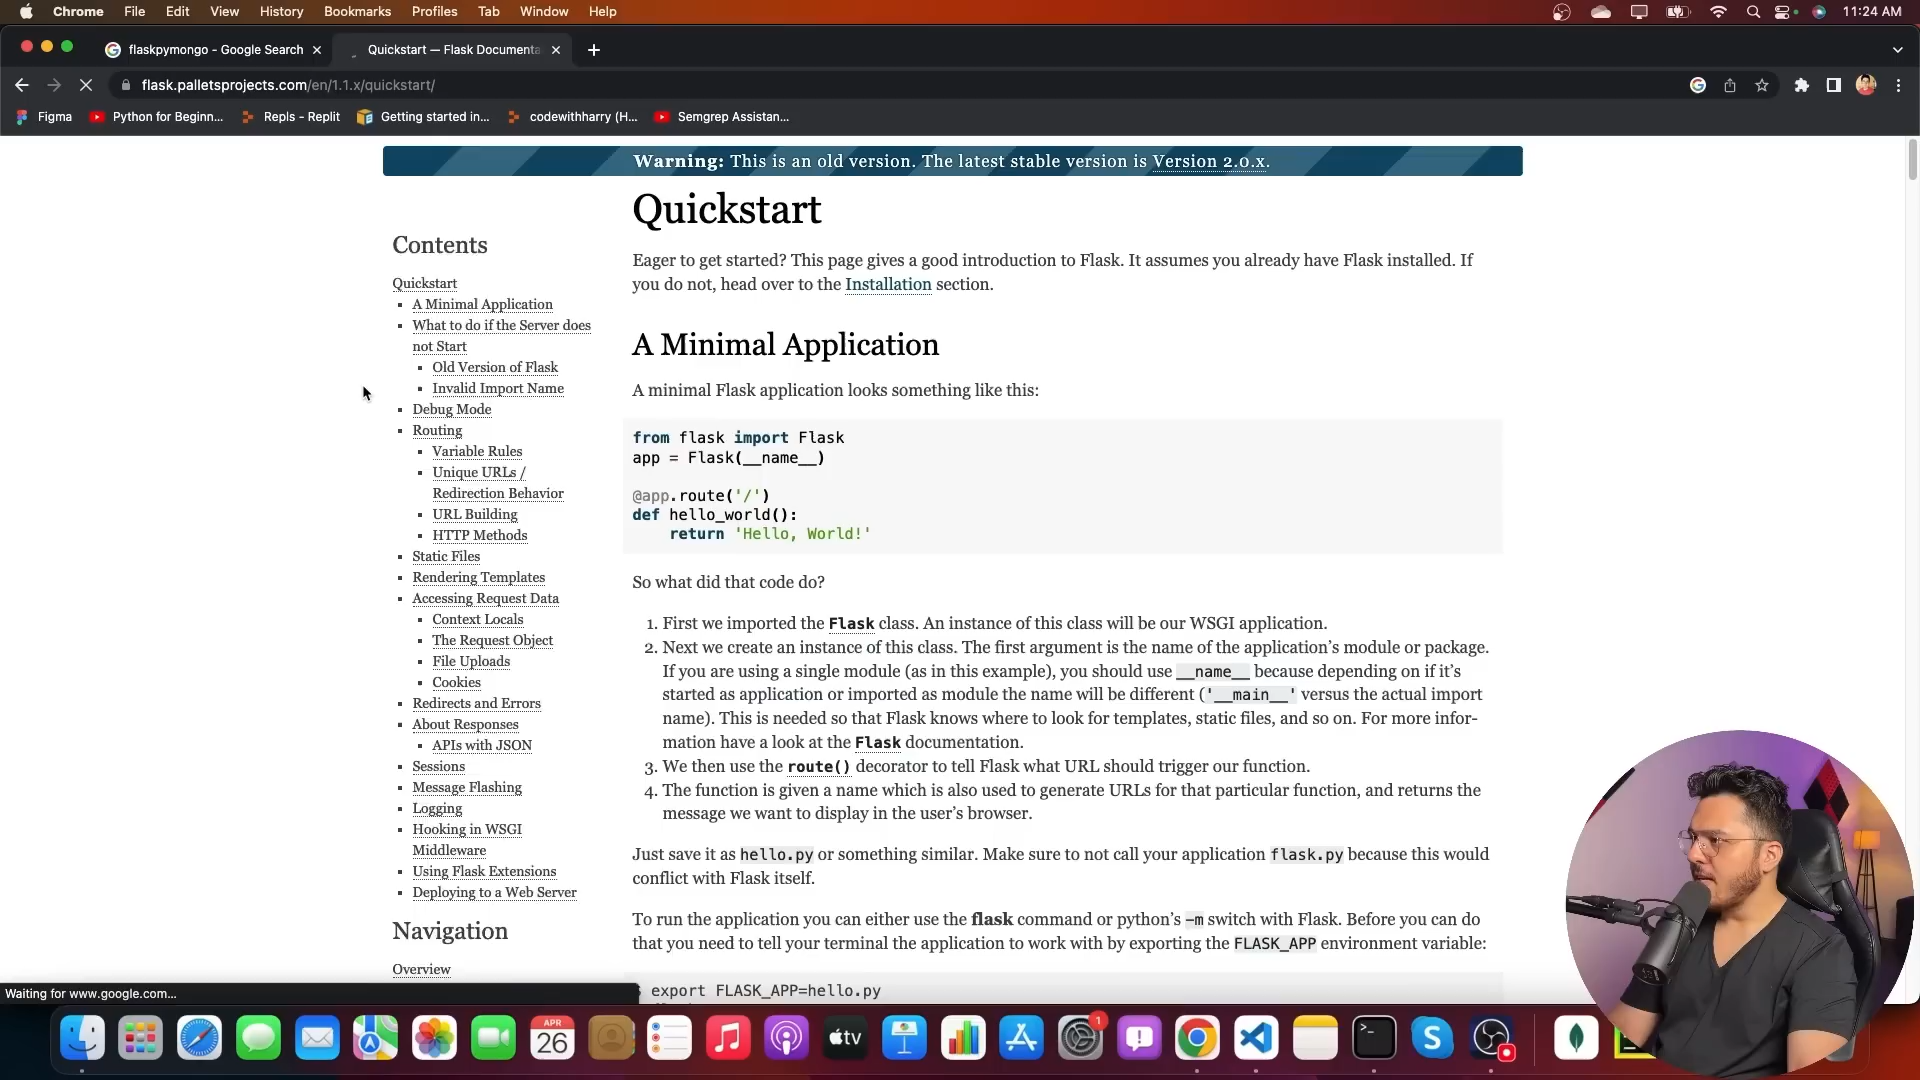 Chrome File Edit View History Bookmarks Profiles Tab Window Help 11:24 AM
flaskpymongo - Google Search Quickstart — Flask Documenta
flask.palletsprojects.com/en/1.1.x/quickstart/
Figma Python for Beginn... Repls - Replit Getting started in... codewithharry (H... Semgrep Assistan...
Warning: This is an old version. The latest stable version is Version 2.0.x.
Contents
Quickstart
A Minimal Application
What to do if the Server does
not Start
Old Version of Flask
Invalid Import Name
Debug Mode
Routing
Variable Rules
Unique URLs /
Redirection Behavior
URL Building
HTTP Methods
Static Files
Rendering Templates
Accessing Request Data
Context Locals
The Request Object
File Uploads
Cookies
Redirects and Errors
About Responses
APIs with JSON
Sessions
Message Flashing
Logging
Hooking in WSGI
Middleware
Using Flask Extensions
Deploying to a Web Server
Navigation
Overview
Quickstart
Eager to get started? This page gives a good introduction to Flask. It assumes you already have Flask installed. If
you do not, head over to the Installation section.
A Minimal Application
A minimal Flask application looks something like this:
from flask import Flask
app = Flask(__name__)
@app.route('/')
def hello_world():
return 'Hello, World!'
So what did that code do?
1. First we imported the Flask class. An instance of this class will be our WSGI application.
2. Next we create an instance of this class. The first argument is the name of the application’s module or package.
If you are using a single module (as in this example), you should use __name__ because depending on if it’s
started as application or imported as module the name will be different ('__main__' versus the actual import
name). This is needed so that Flask knows where to look for templates, static files, and so on. For more infor-
mation have a look at the Flask documentation.
3. We then use the route() decorator to tell Flask what URL should trigger our function.
4. The function is given a name which is also used to generate URLs for that particular function, and returns the
message we want to display in the user’s browser.
Just save it as hello.py or something similar. Make sure to not call your application flask.py because this would
conflict with Flask itself.
To run the application you can either use the flask command or python’s -m switch with Flask. Before you can do
that you need to tell your terminal the application to work with by exporting the FLASK_APP environment variable:
export FLASK_APP=hello.py
Waiting for www.google.com...
APR
26
tv
1